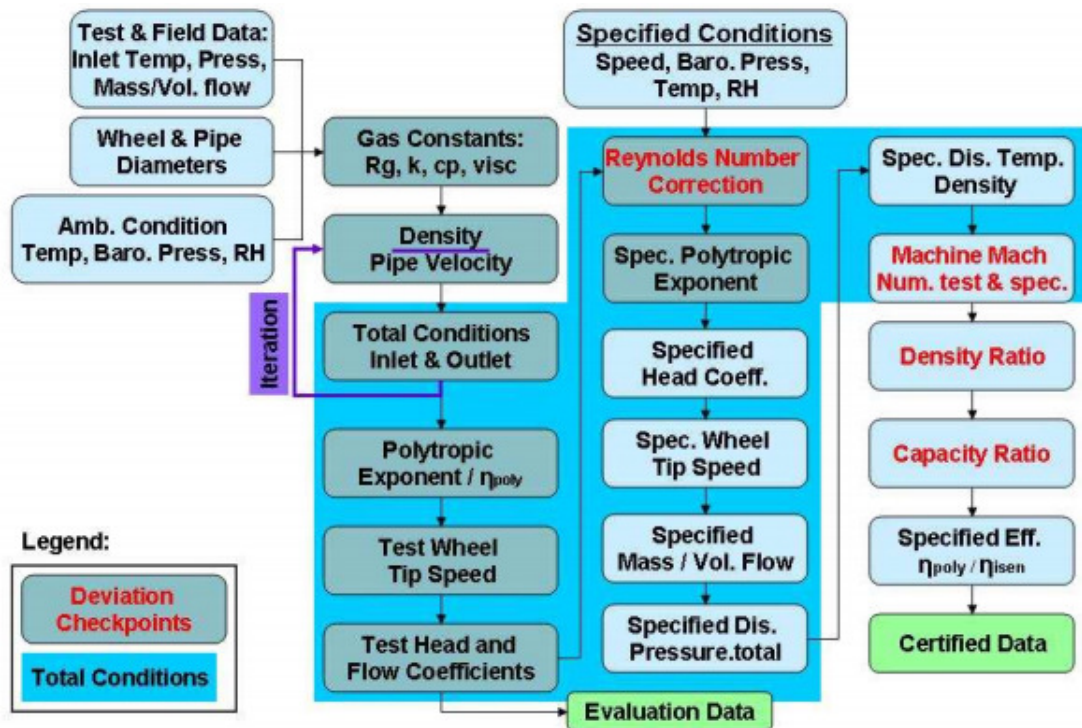 Test & Field Data:
Inlet Temp, Press,
Mass/Vol. flow
Wheel & Pipe
Diameters
Amb. Condition
Temp, Baro. Press, RH
Gas Constants:
Rg, k, cp, visc
Density
Pipe Velocity
Iteration
Total Conditions
Inlet & Outlet
Polytropic
Exponent / ηpoly
Test Wheel
Tip Speed
Test Head and
Flow Coefficients
Evaluation Data
Specified Conditions
Speed, Baro. Press,
Temp, RH
Reynolds Number
Correction
Spec. Polytropic
Exponent
Specified
Head Coeff.
Spec. Wheel
Tip Speed
Specified
Mass / Vol. Flow
Specified Dis.
Pressure.total
Spec. Dis. Temp.
Density
Machine Mach
Num. test & spec.
Density Ratio
Capacity Ratio
Specified Eff.
ηpoly / ηisen
Certified Data
Legend:
Deviation
Checkpoints
Total Conditions